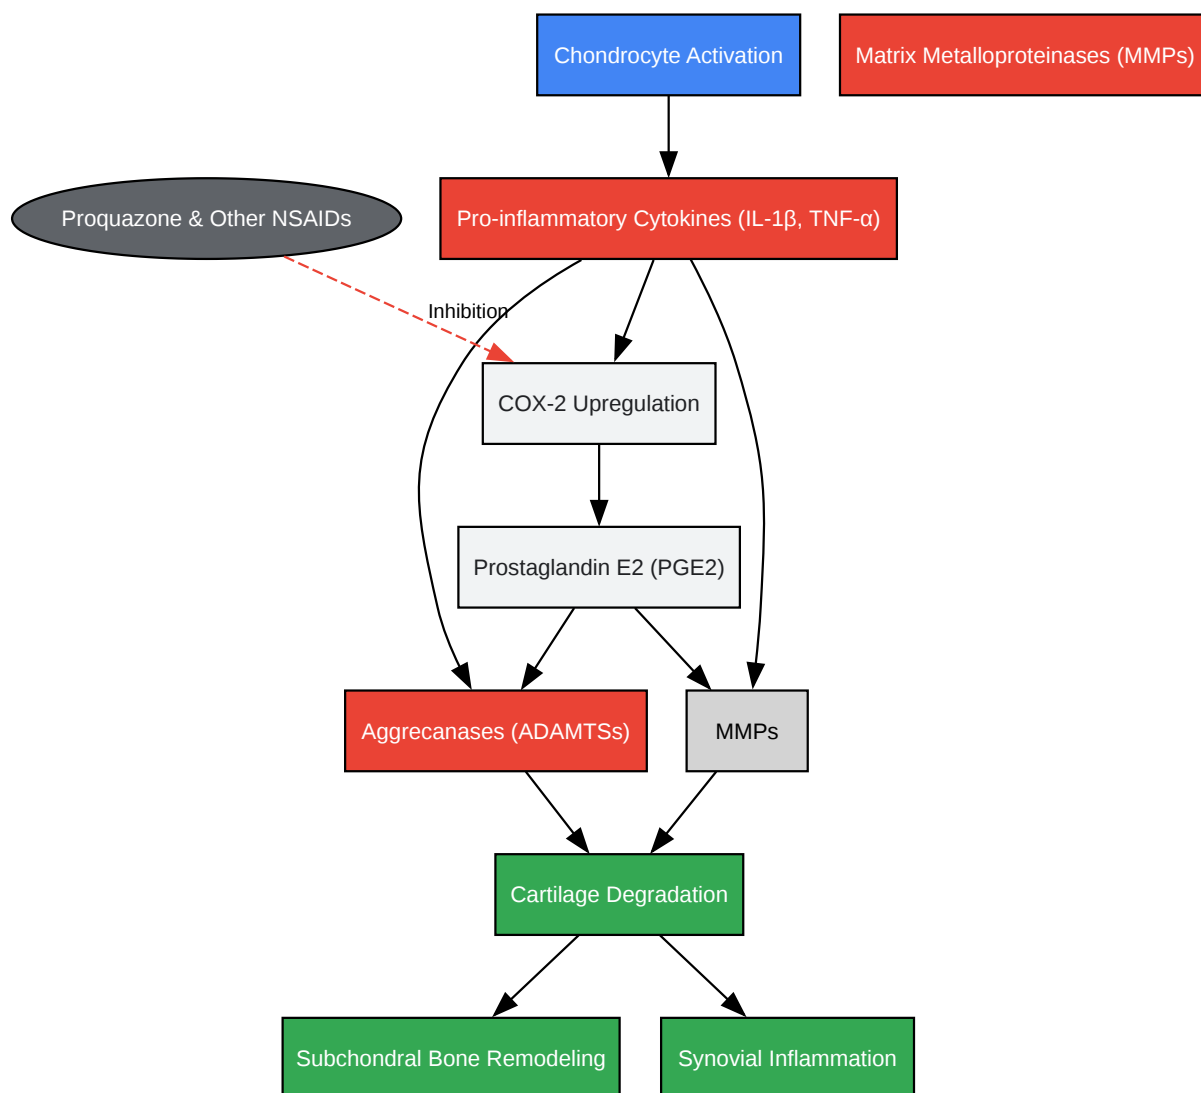 Chondrocyte Activation
Matrix Metalloproteinases (MMPs)
Proquazone & Other NSAIDs
Pro-inflammatory Cytokines (IL-1β, TNF-α)
Inhibition
COX-2 Upregulation
Prostaglandin E2 (PGE2)
Aggrecanases (ADAMTSs)
MMPs
Cartilage Degradation
Subchondral Bone Remodeling
Synovial Inflammation